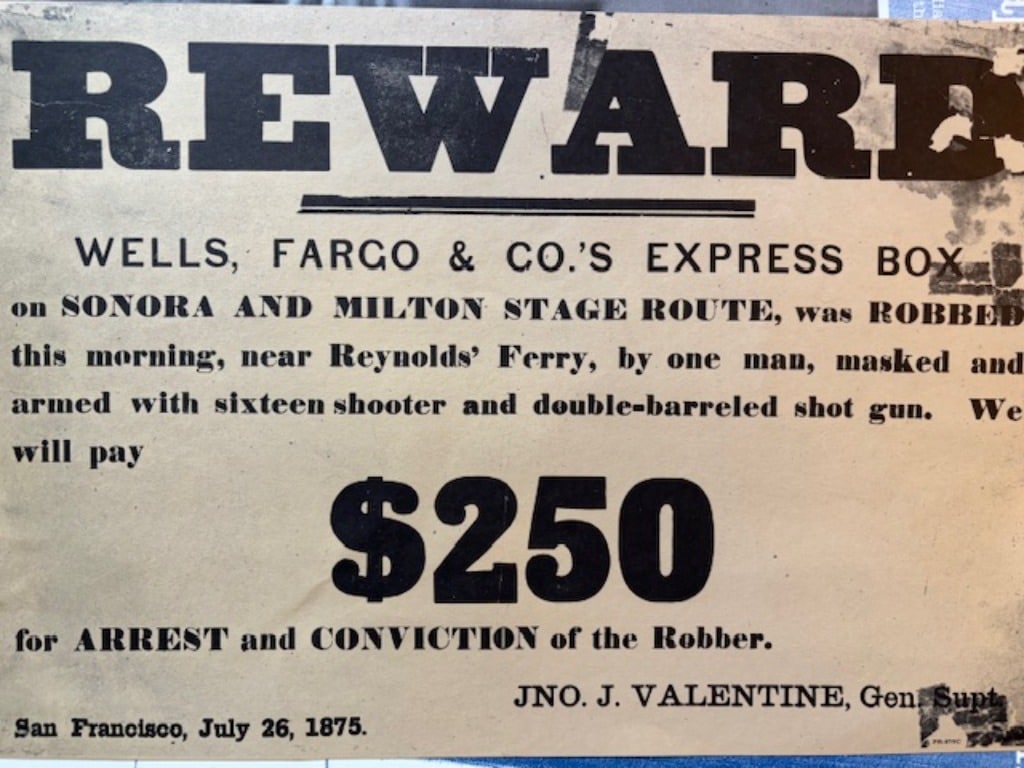 REWARD
WELLS, FARGO & CO.'S EXPRESS BOX
on SONORA AND MILTON STAGE ROUTE, was ROBBED
this morning, near Reynolds' Ferry, by one man, masked and
armed with sixteen shooter and double-barreled shot gun. We
will pay
$250
for ARREST and CONVICTION of the Robber.
JNO. J. VALENTINE, Gen. Supt.
San Francisco, July 26, 1875.